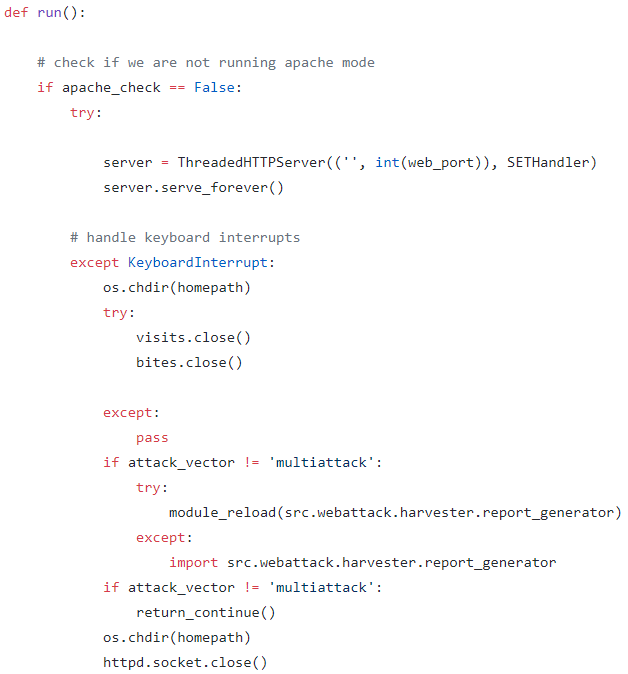 def run():
# check if we are not running apache mode
if apache_check == False:
try:
server = ThreadedHTTPServer(('', int(web_port)), SETHandler)
server.serve_forever()
# handle keyboard interrupts
except KeyboardInterrupt:
os.chdir(homepath)
try:
visits.close()
bites.close()
except:
pass
if attack_vector != 'multiattack':
try:
module_reload(src.webattack.harvester.report_generator)
except:
import src.webattack.harvester.report_generator
if attack_vector != 'multiattack':
return_continue()
os.chdir(homepath)
httpd.socket.close()